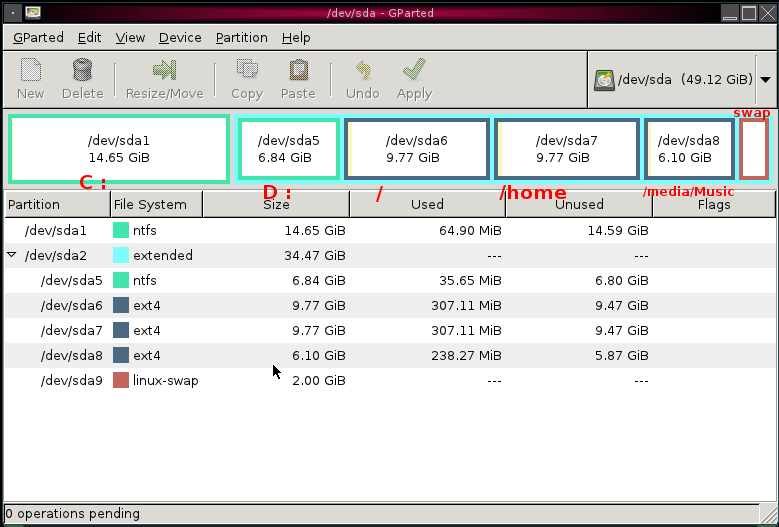 /dev/sda - GParted
GParted Edit View Device Partition Help
New Delete Resize/Move Copy Paste Undo Apply /dev/sda (49.12 GiB)
swap
/dev/sda1 /dev/sda5 /dev/sda6 /dev/sda7 /dev/sda8
14.65 GiB 6.84 GiB 9.77 GiB 9.77 GiB 6.10 GiB
C : D : / /home /media/Music
Partition File System Size Used Unused Flags
/dev/sda1 ntfs 14.65 GiB 64.90 MiB 14.59 GiB
/dev/sda2 extended 34.47 GiB --- ---
/dev/sda5 ntfs 6.84 GiB 35.65 MiB 6.80 GiB
/dev/sda6 ext4 9.77 GiB 307.11 MiB 9.47 GiB
/dev/sda7 ext4 9.77 GiB 307.11 MiB 9.47 GiB
/dev/sda8 ext4 6.10 GiB 238.27 MiB 5.87 GiB
/dev/sda9 linux-swap 2.00 GiB --- ---
0 operations pending